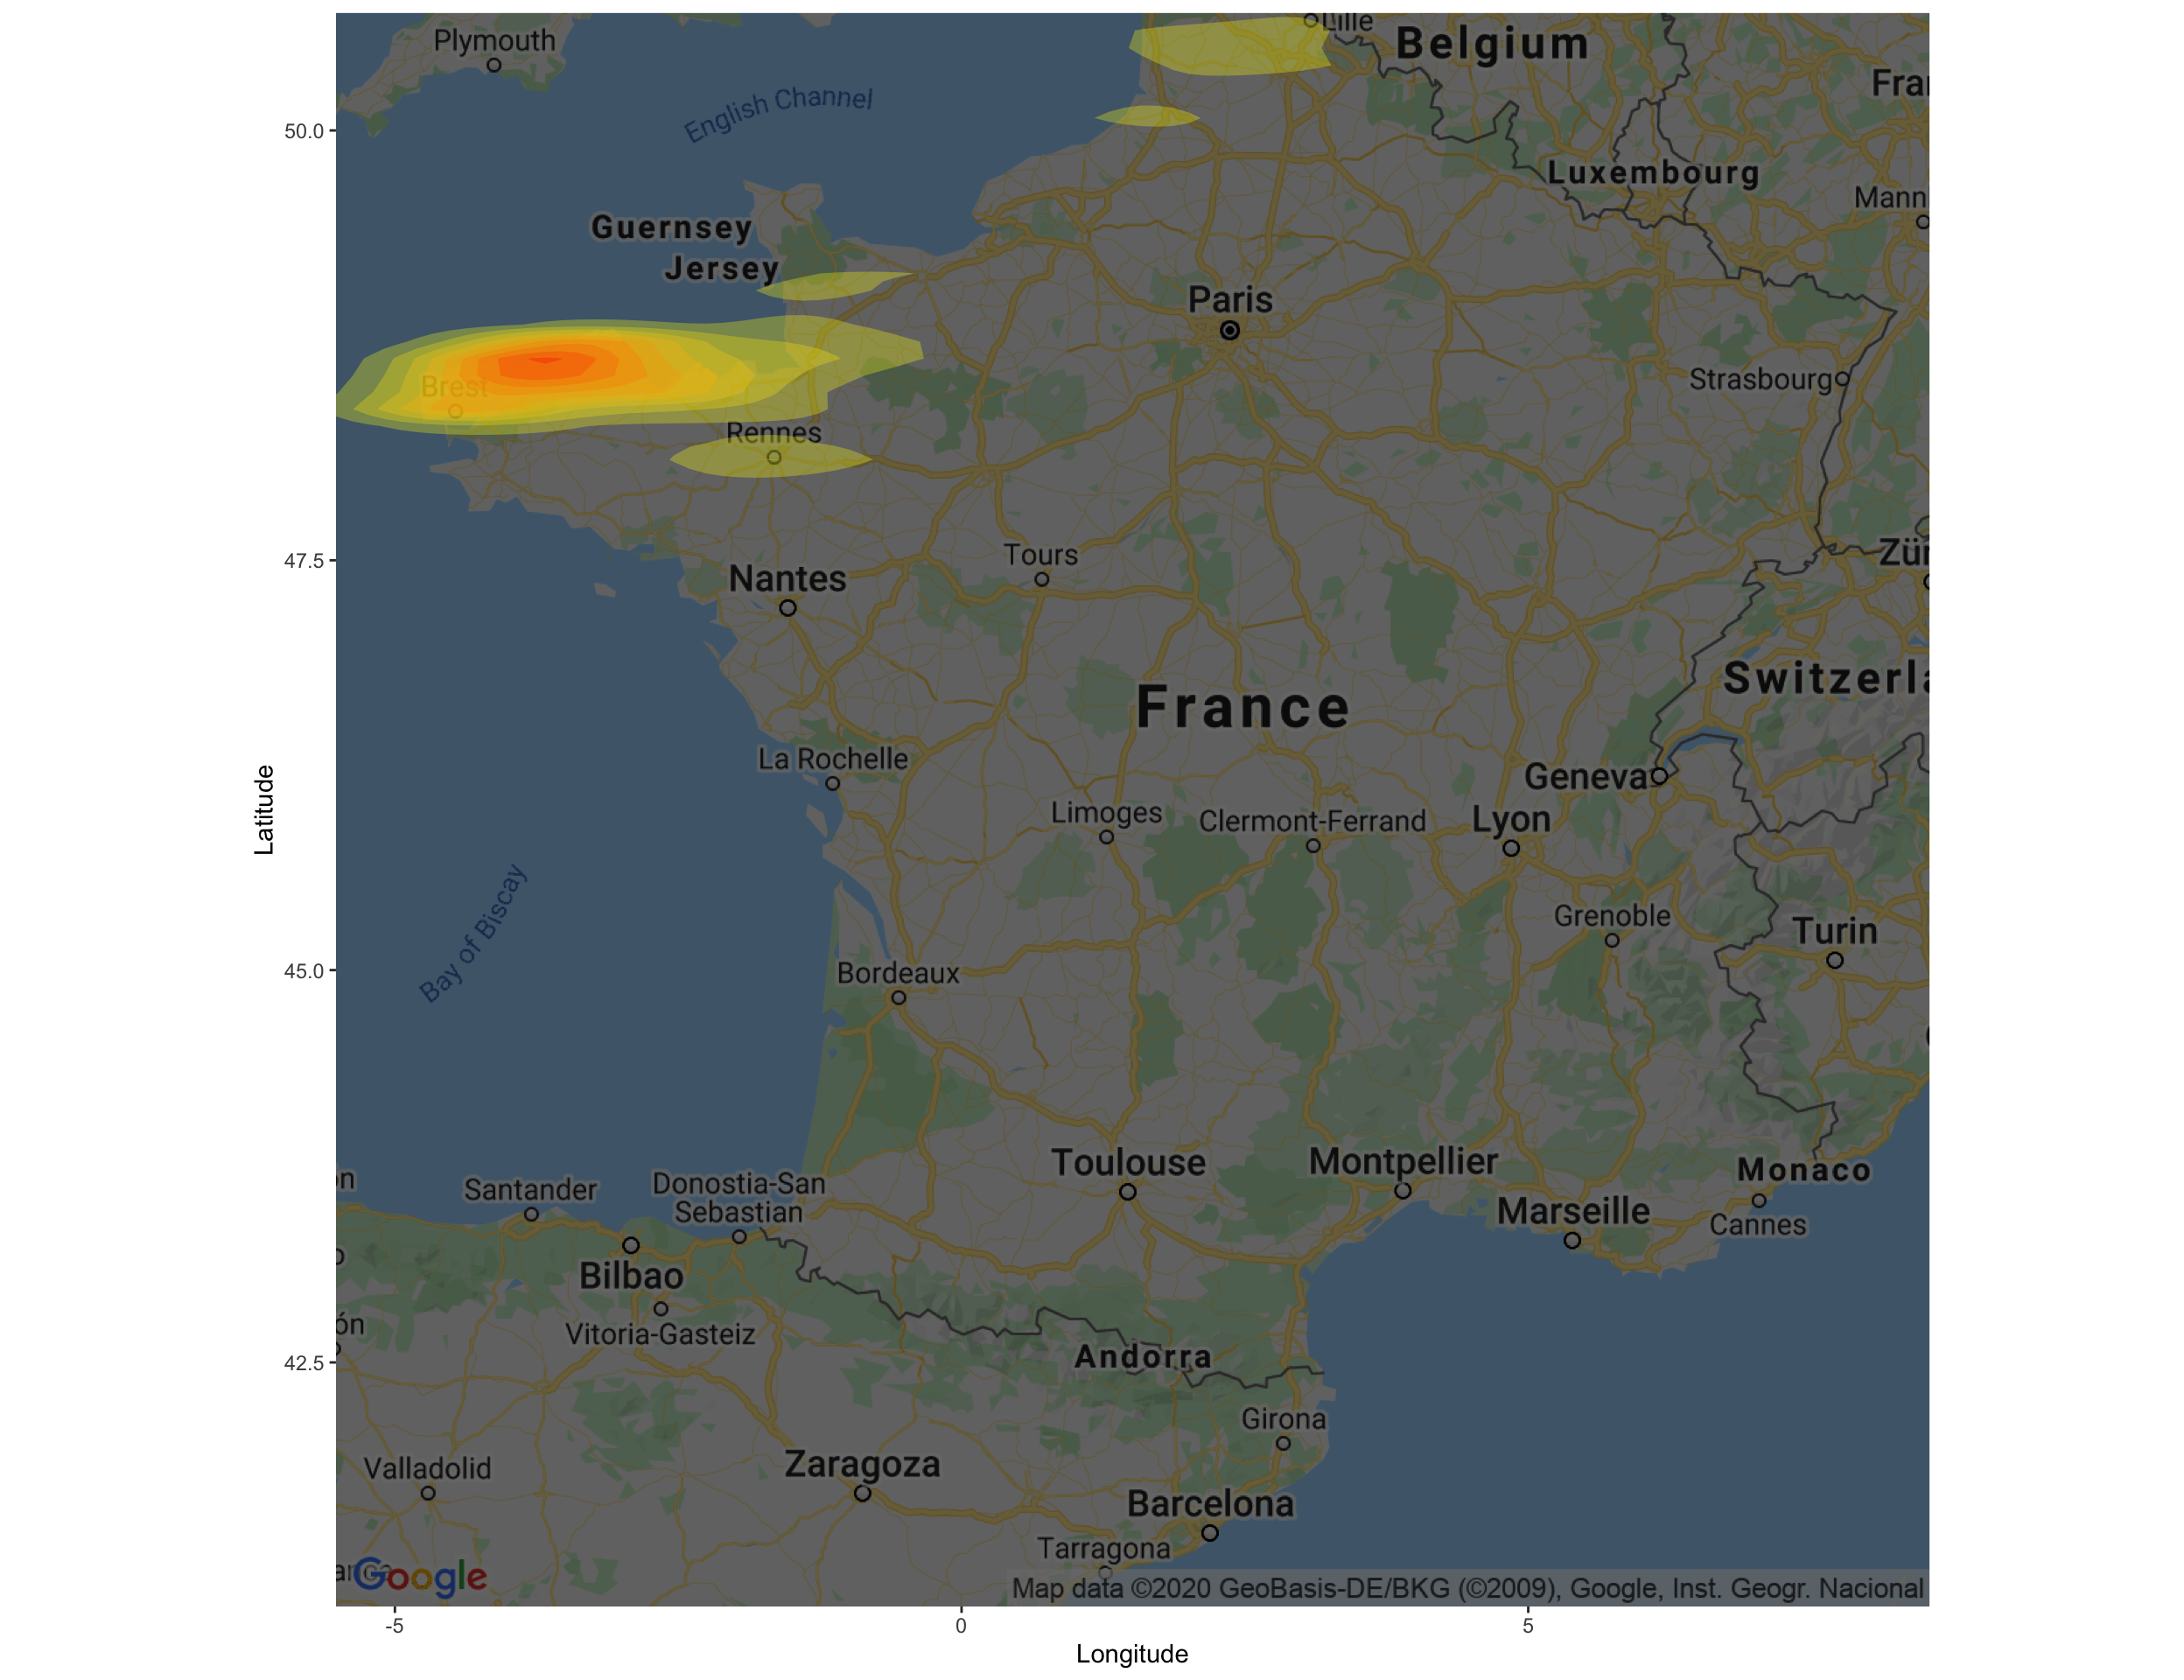 Plymouth
Lille
Belgium
Fran
English Channel
50.0
Luxembourg
Mann
Guernsey
Jersey
Paris
Brest
Strasbourg
Rennes
47.5
Tours
Zür
Nantes
Switzerla
France
La Rochelle
Geneva
Limoges
Clermont-Ferrand
Lyon
Latitude
Bay of Biscay
Grenoble
Turin
45.0
Bordeaux
Toulouse
Montpellier
Monaco
Santander
Donostia-San
Sebastian
Marseille
Cannes
Bilbao
Vitoria-Gasteiz
ón
42.5
Andorra
Girona
Valladolid
Zaragoza
Barcelona
Tarragona
Google
Map data ©2020 GeoBasis-DE/BKG (©2009), Google, Inst. Geogr. Nacional
-5
0
5
Longitude